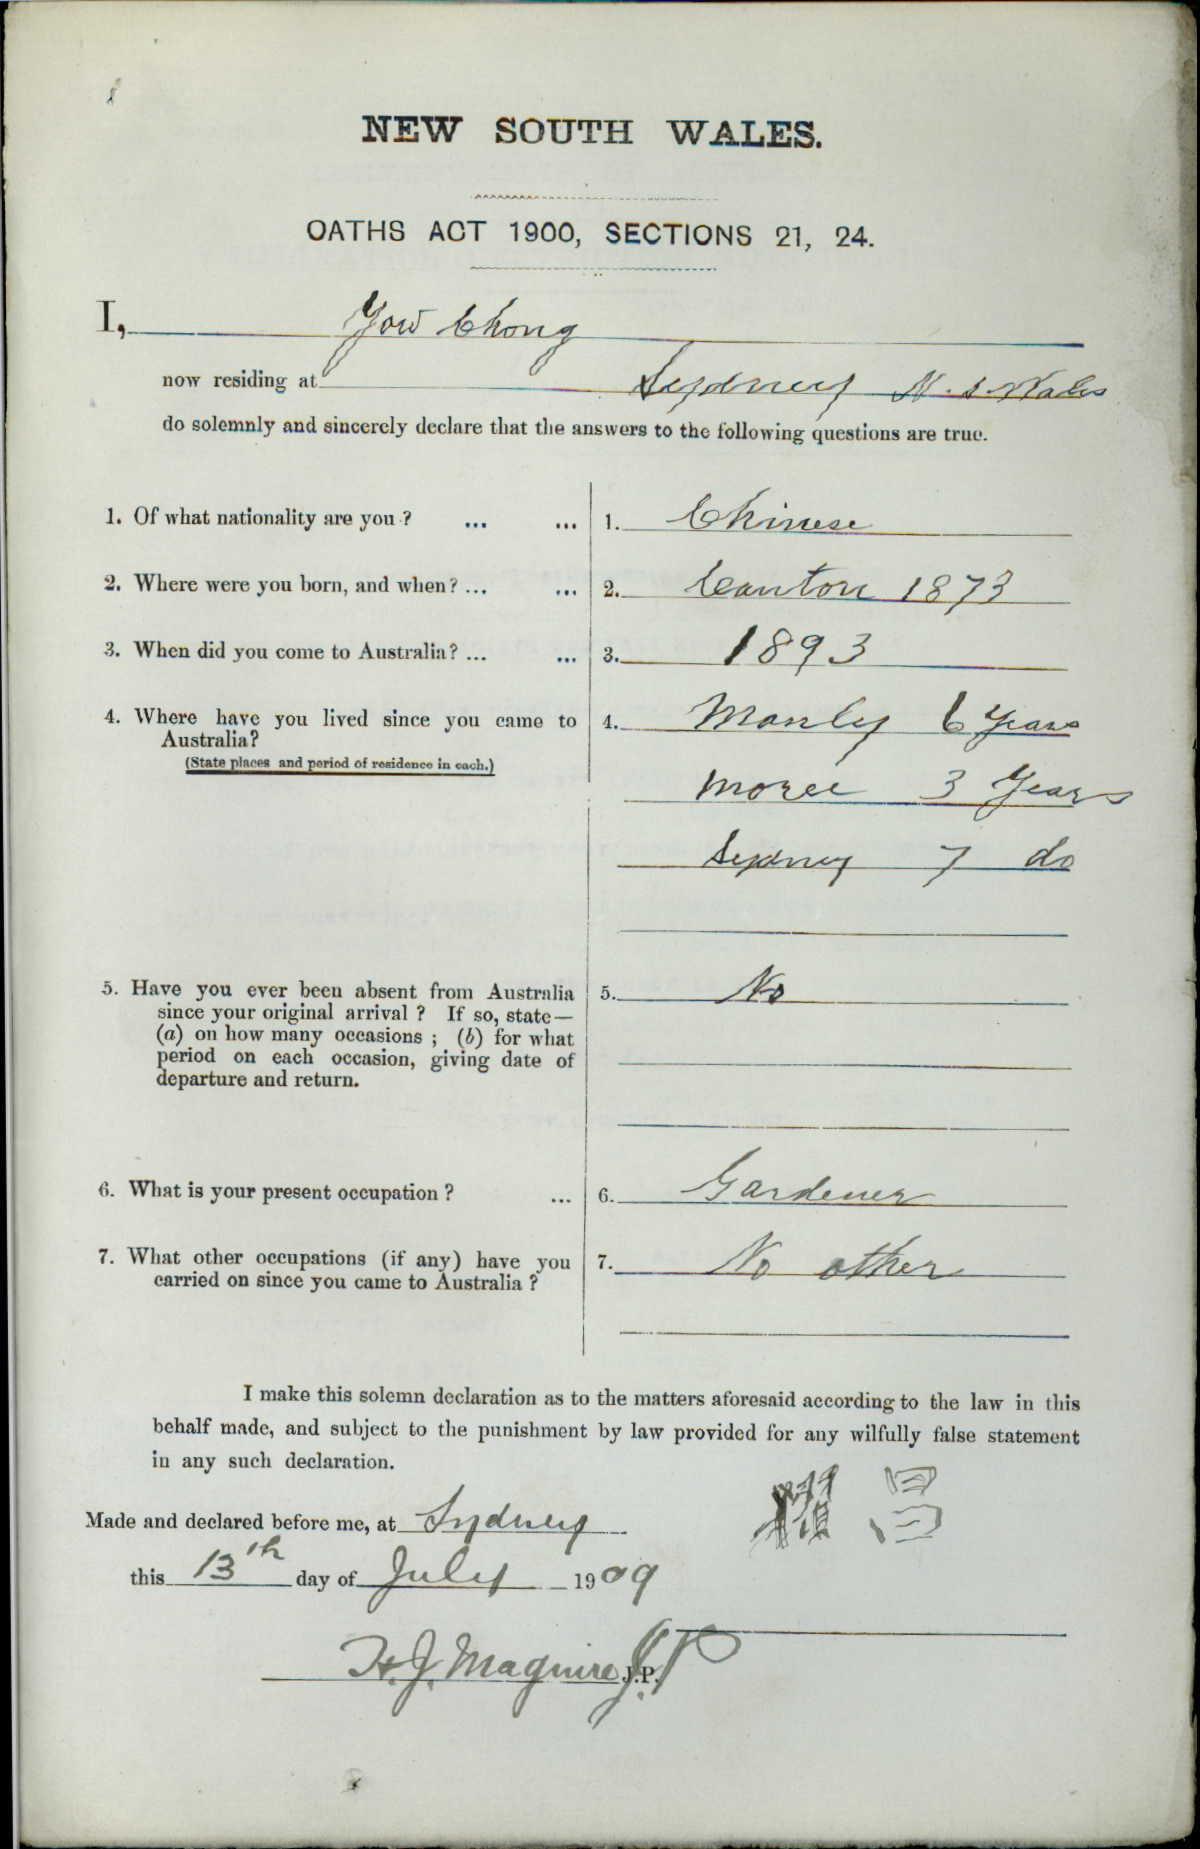 NEW SOUTH WALES.
OATHS ACT 1900, SECTIONS 21, 24.
I, Yow Chong
now residing at Sydney N. S. Wales
do solemnly and sincerely declare that the answers to the following questions are true.
1. Of what nationality are you ? ... ... 1. Chinese
2. Where were you born, and when ? ... ... 2. Canton 1873
3. When did you come to Australia ? ... ... 3. 1893
4. Where have you lived since you came to 4. Manly 6 Years
Australia?
(State places and period of residence in each.)
Moree 3 Years
Sydney 7 do
5. Have you ever been absent from Australia 5. No
since your original arrival ? If so, state—
(a) on how many occasions ; (b) for what
period on each occasion, giving date of
departure and return.
6. What is your present occupation ? ... 6. Gardener
7. What other occupations (if any) have you 7. No other
carried on since you came to Australia ?
I make this solemn declaration as to the matters aforesaid according to the law in this
behalf made, and subject to the punishment by law provided for any wilfully false statement
in any such declaration.
昌
Made and declared before me, at Sydney
this 13th day of July 1909
H. J. Maguire J.P. JP